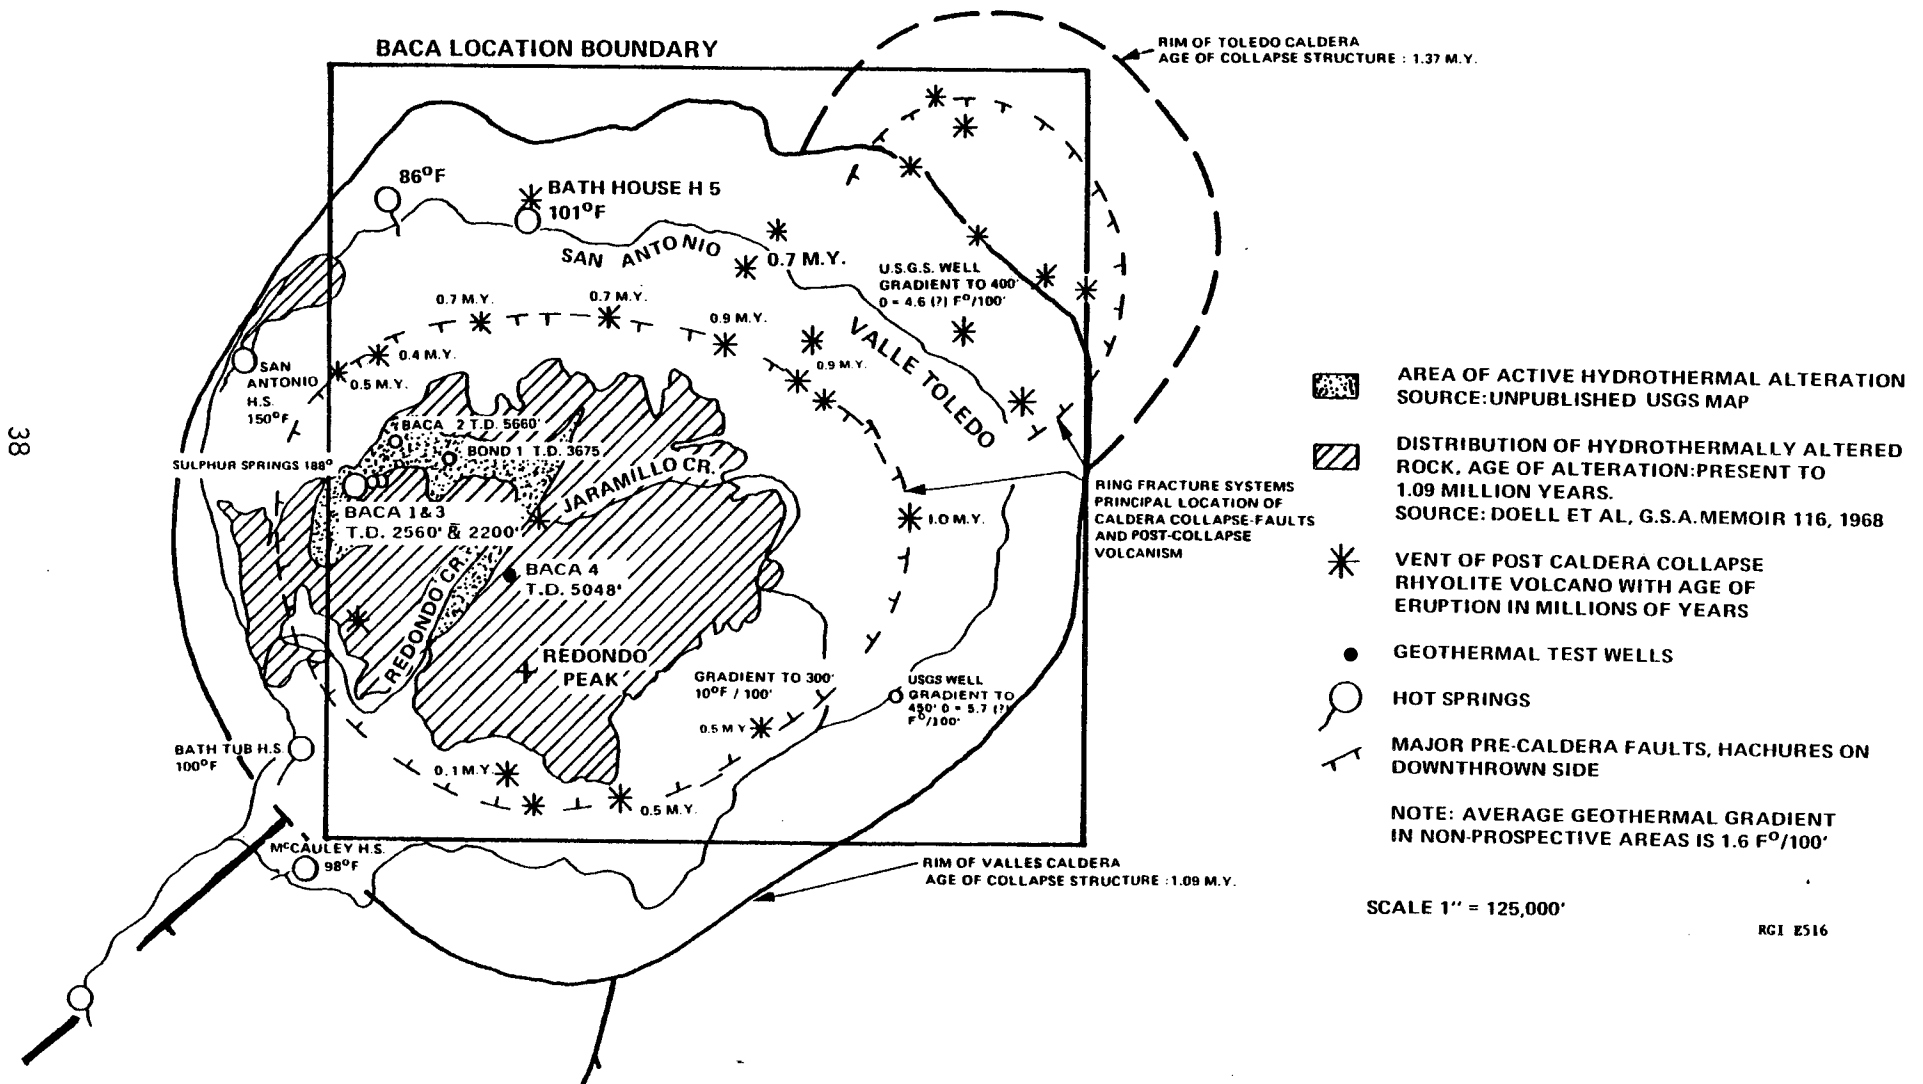 BACA LOCATION BOUNDARY
RIM OF TOLEDO CALDERA
AGE OF COLLAPSE STRUCTURE : 1.37 M.Y.
86°F
BATH HOUSE H 5
101°F
SAN ANTONIO
0.7 M.Y.
U.S.G.S. WELL
GRADIENT TO 400'
0 = 4.6 (?) F°/100'
0.7 M.Y.
0.7 M.Y.
0.9 M.Y.
VALLE TOLEDO
0.4 M.Y.
0.5 M.Y.
0.9 M.Y.
SAN
ANTONIO
H.S.
150°F
38
BACA 2 T.D. 5660'
BOND 1 T.D. 3675
SULPHUR SPRINGS 188°
JARAMILLO CR.
BACA 1 & 3
T.D. 2560' & 2200'
RING FRACTURE SYSTEMS
PRINCIPAL LOCATION OF
CALDERA COLLAPSE-FAULTS
AND POST-COLLAPSE
VOLCANISM
1.0 M.Y.
BACA 4
T.D. 5048'
REDONDO CR.
REDONDO
PEAK
GRADIENT TO 300'
10°F / 100'
0.5 M.Y
USGS WELL
GRADIENT TO
450' 0 = 5.7 (?)
F°/100'
BATH TUB H.S.
100°F
0.1 M.Y.
0.5 M.Y.
McCAULEY H.S.
98°F
RIM OF VALLES CALDERA
AGE OF COLLAPSE STRUCTURE : 1.09 M.Y.
AREA OF ACTIVE HYDROTHERMAL ALTERATION
SOURCE: UNPUBLISHED USGS MAP
DISTRIBUTION OF HYDROTHERMALLY ALTERED
ROCK, AGE OF ALTERATION: PRESENT TO
1.09 MILLION YEARS.
SOURCE: DOELL ET AL, G.S.A. MEMOIR 116, 1968
VENT OF POST CALDERA COLLAPSE
RHYOLITE VOLCANO WITH AGE OF
ERUPTION IN MILLIONS OF YEARS
GEOTHERMAL TEST WELLS
HOT SPRINGS
MAJOR PRE-CALDERA FAULTS, HACHURES ON
DOWNTHROWN SIDE
NOTE: AVERAGE GEOTHERMAL GRADIENT
IN NON-PROSPECTIVE AREAS IS 1.6 F°/100'
SCALE 1" = 125,000'
RGI E516